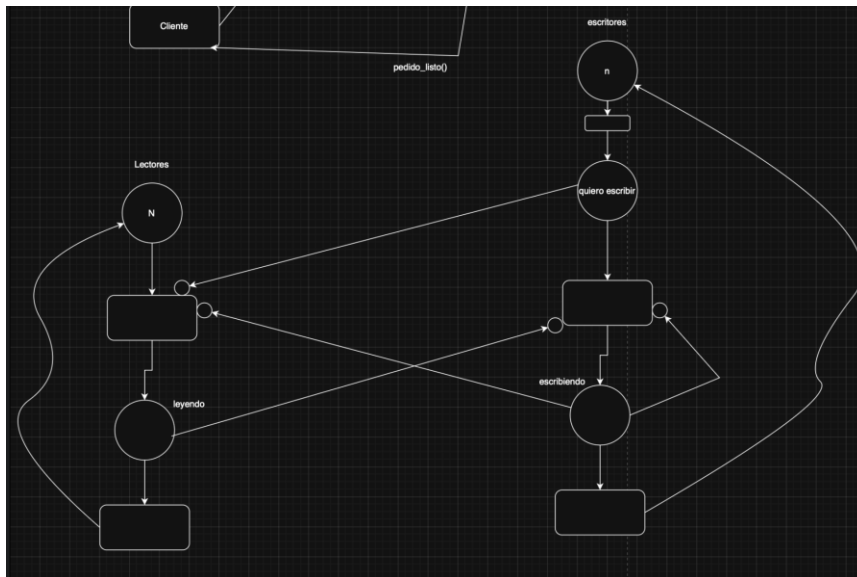 Cliente
escritores
pedido_listo()
n
Lectores
quiero escribir
N
escribiendo
leyendo